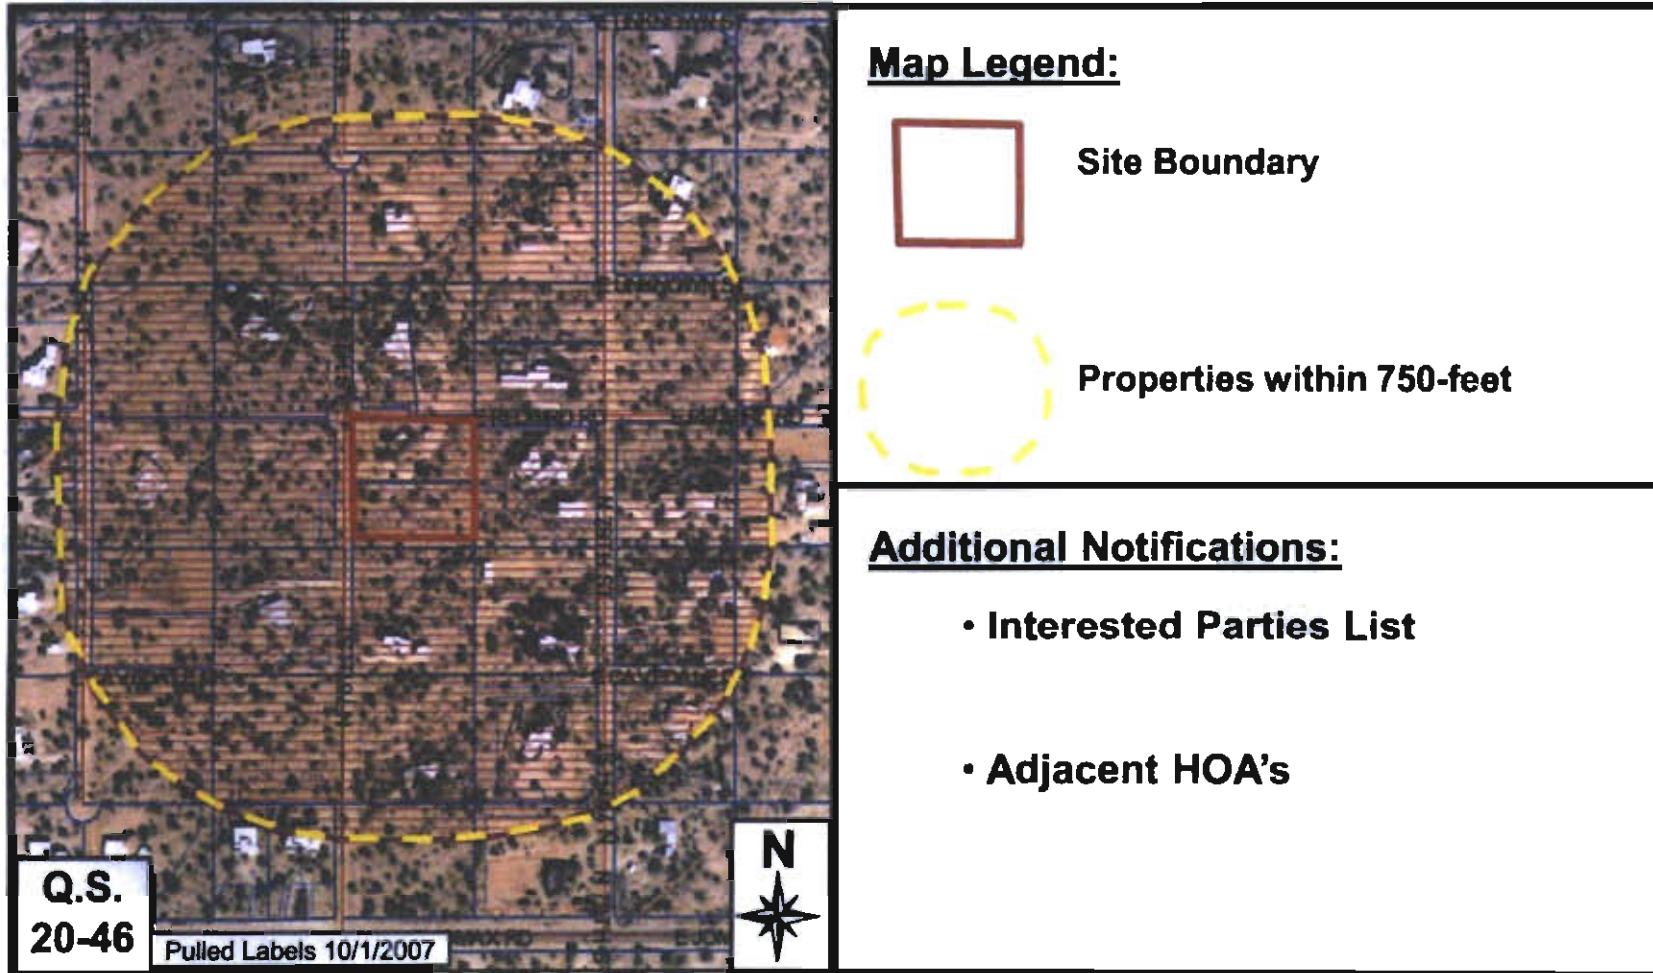 Map Legend:
Site Boundary
Properties within 750-feet
Additional Notifications:
• Interested Parties List
• Adjacent HOA's
N
Q.S.
20-46
Pulled Labels 10/1/2007